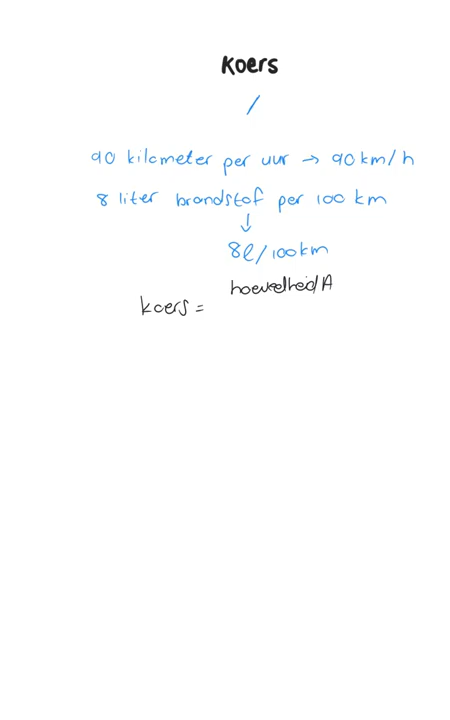 Koers
/
90 kilometer per uur → 90 km/h
8 liter brandstof per 100 km
↓
8l/100km
hoeveelheid/A
koers =